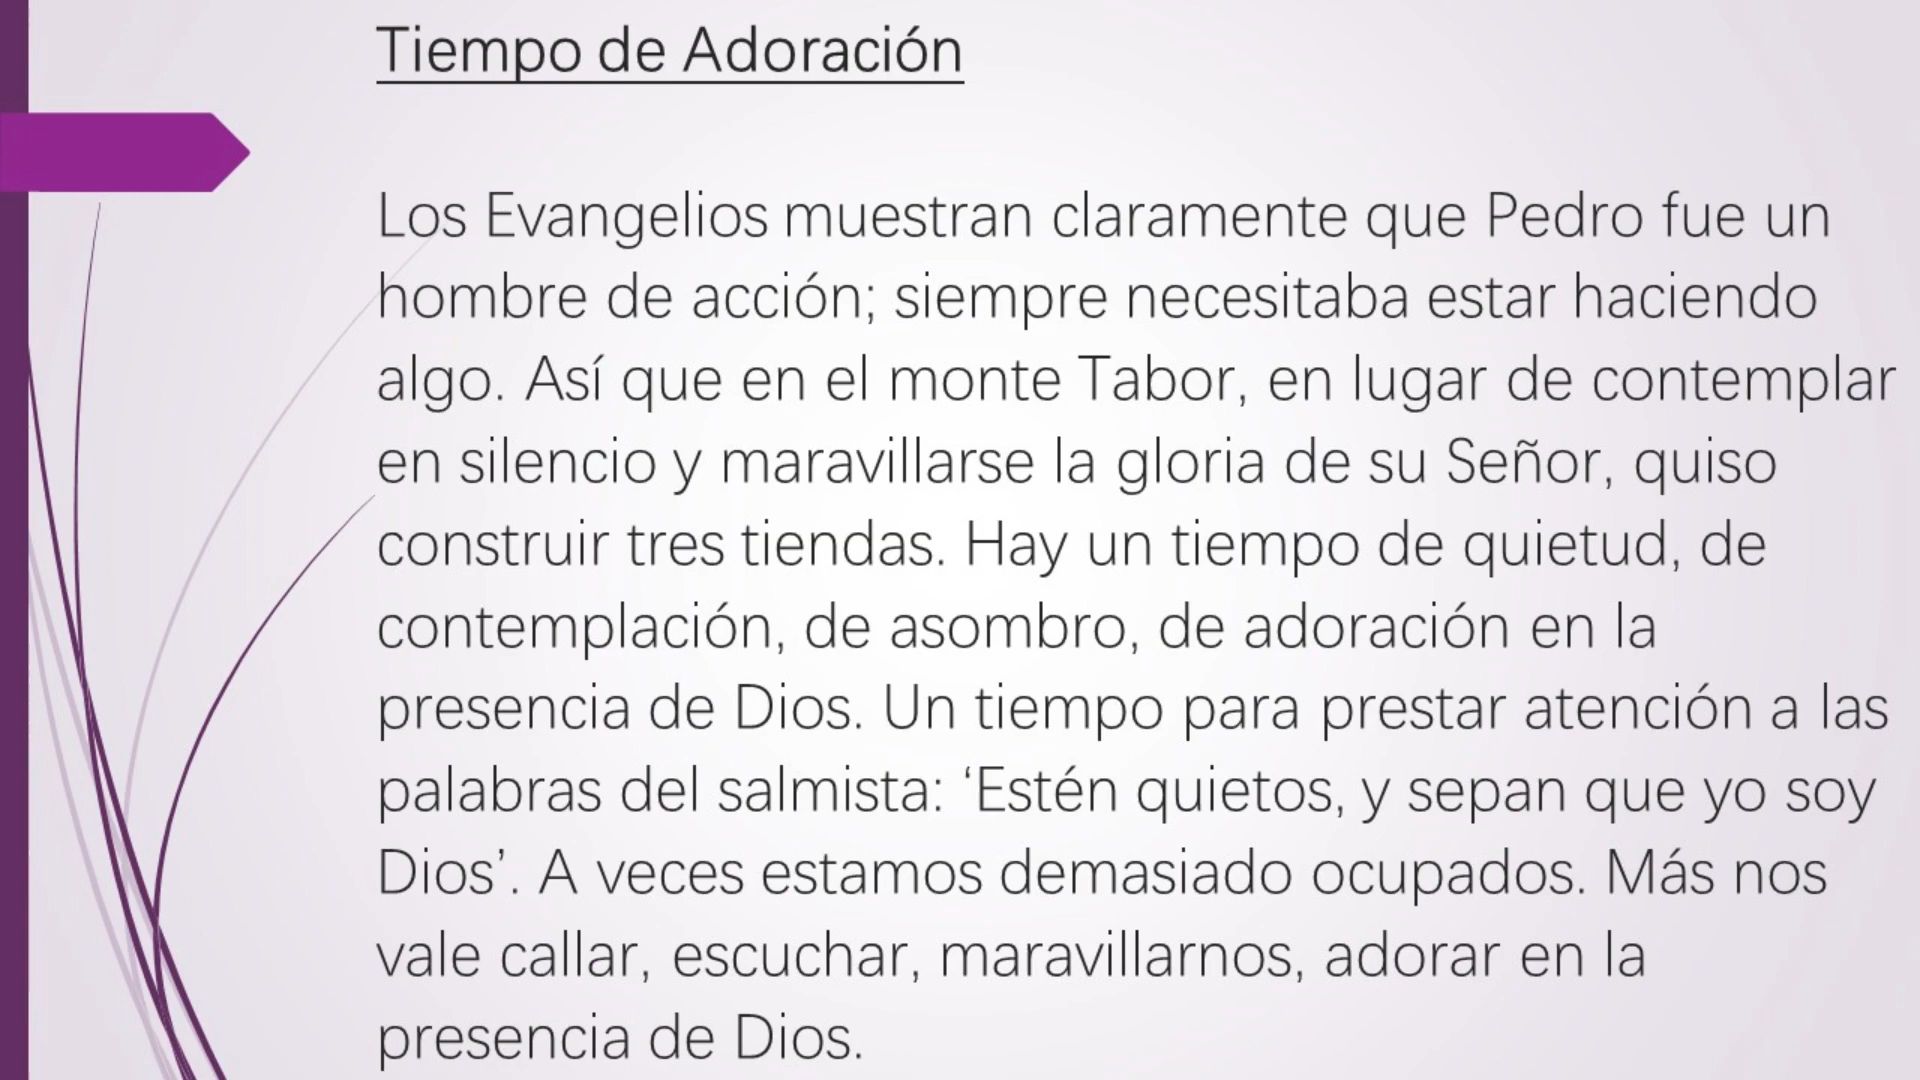 Tiempo de Adoración
Los Evangelios muestran claramente que Pedro fue un
hombre de acción; siempre necesitaba estar haciendo
algo. Así que en el monte Tabor, en lugar de contemplar
en silencio y maravillarse la gloria de su Señor, quiso
construir tres tiendas. Hay un tiempo de quietud, de
contemplación, de asombro, de adoración en la
presencia de Dios. Un tiempo para prestar atención a las
palabras del salmista: ‘Estén quietos, y sepan que yo soy
Dios’. A veces estamos demasiado ocupados. Más nos
vale callar, escuchar, maravillarnos, adorar en la
presencia de Dios.